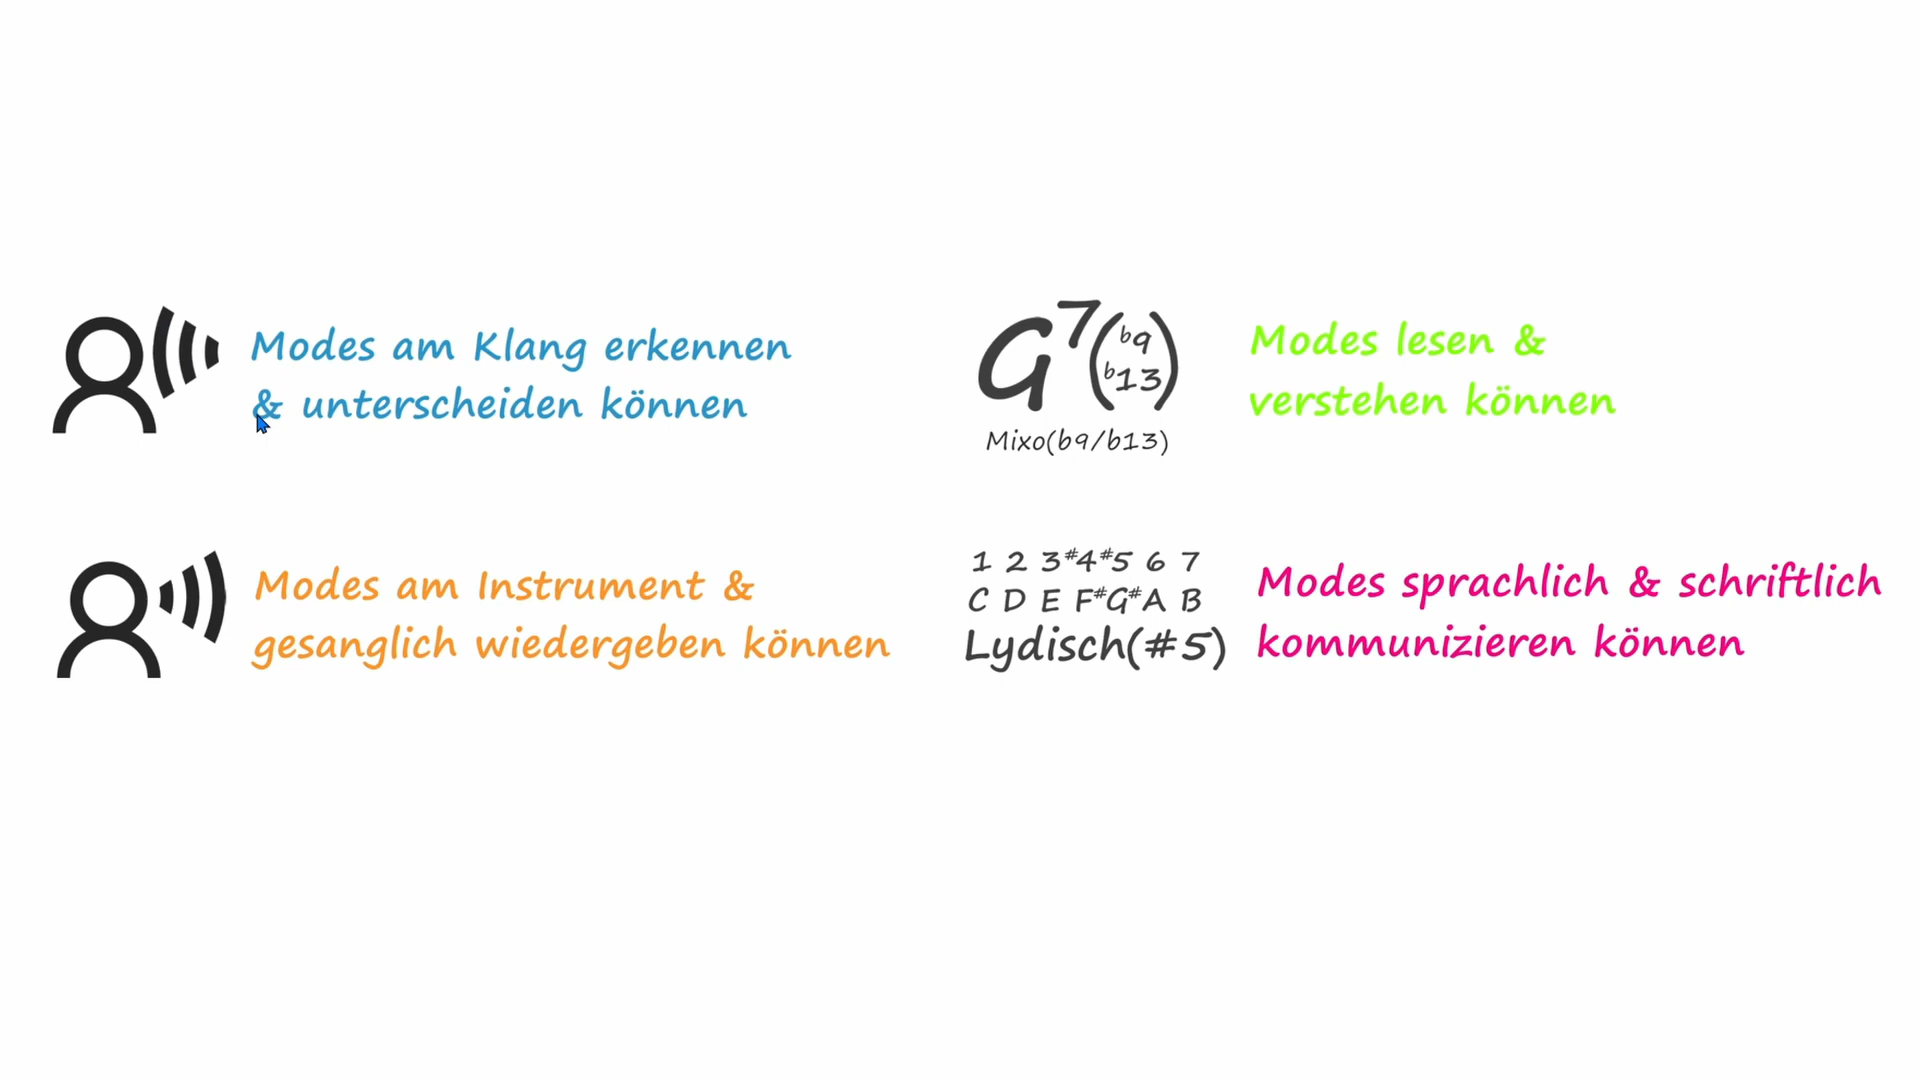 Modes am Klang erkennen
& unterscheiden können
G7(b9 b13)
Mixo(b9/b13)
Modes lesen &
verstehen können
Modes am Instrument &
gesanglich wiedergeben können
1 2 3 #4 #5 6 7
C D E F# G# A B
Lydisch(#5)
Modes sprachlich & schriftlich
kommunizieren können